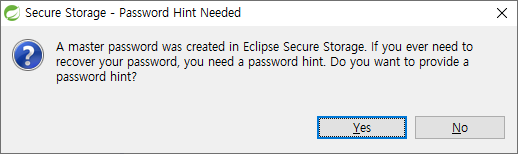 Secure Storage - Password Hint Needed
A master password was created in Eclipse Secure Storage. If you ever need to
recover your password, you need a password hint. Do you want to provide a
password hint?
Yes
No